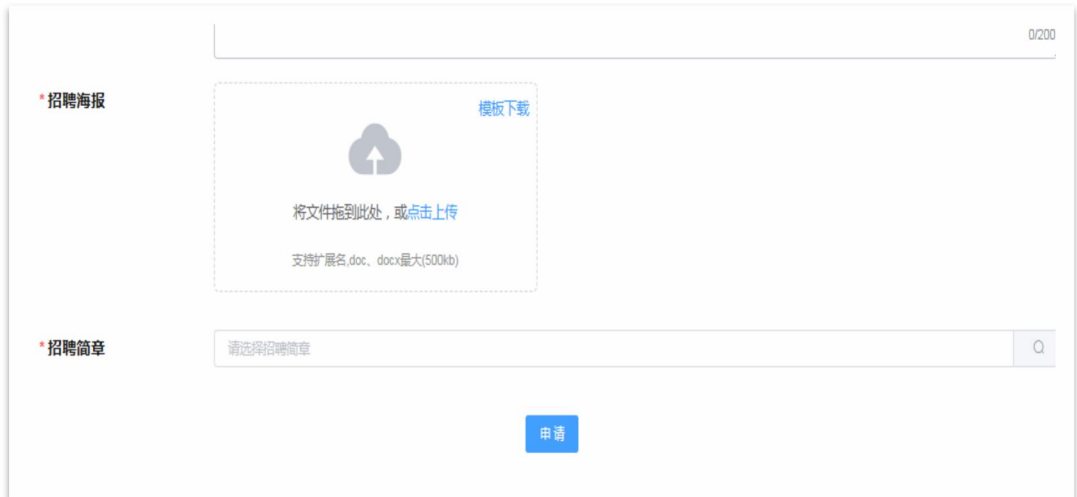 0/200
*招聘海报
模板下载
将文件拖到此处，或点击上传
支持扩展名,doc、docx最大(500kb)
*招聘简章
请选择招聘简章
申请